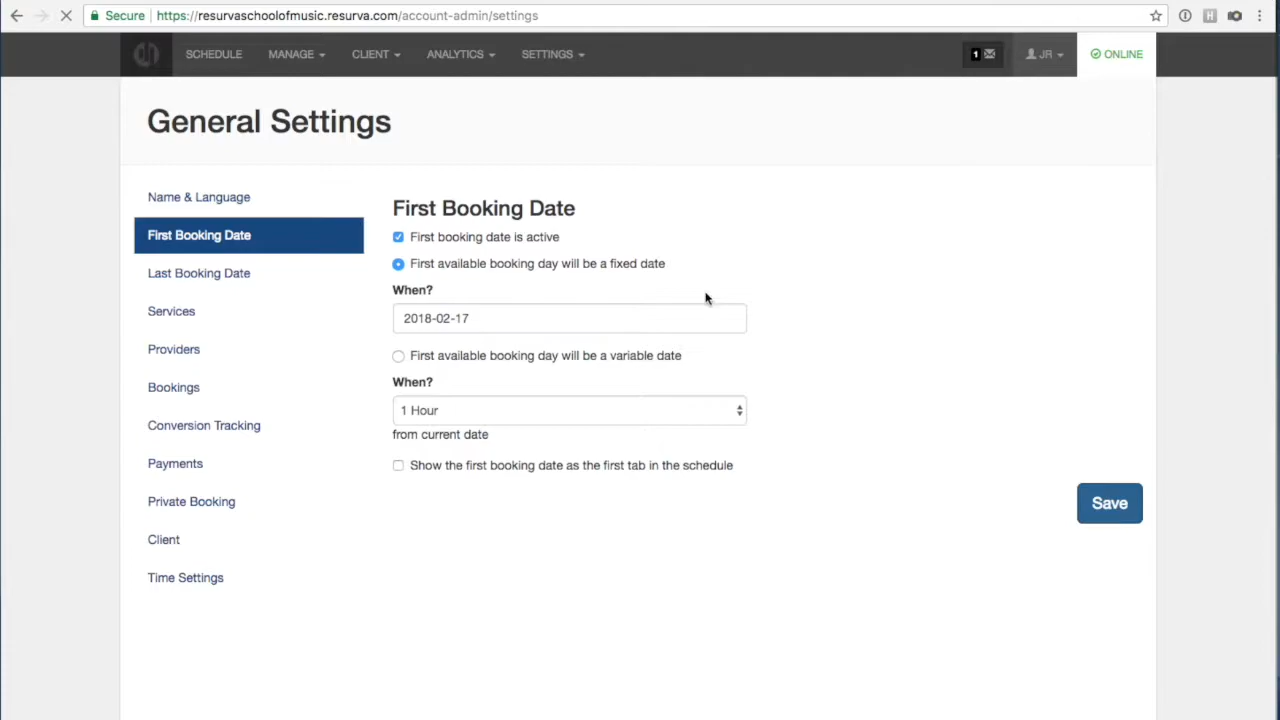 Secure https://resurvaschoolofmusic.resurva.com/account-admin/settings
SCHEDULE MANAGE CLIENT ANALYTICS SETTINGS 1 JR ONLINE
General Settings
Name & Language
First Booking Date
Last Booking Date
Services
Providers
Bookings
Conversion Tracking
Payments
Private Booking
Client
Time Settings
First Booking Date
First booking date is active
First available booking day will be a fixed date
When?
2018-02-17
First available booking day will be a variable date
When?
1 Hour
from current date
Show the first booking date as the first tab in the schedule
Save